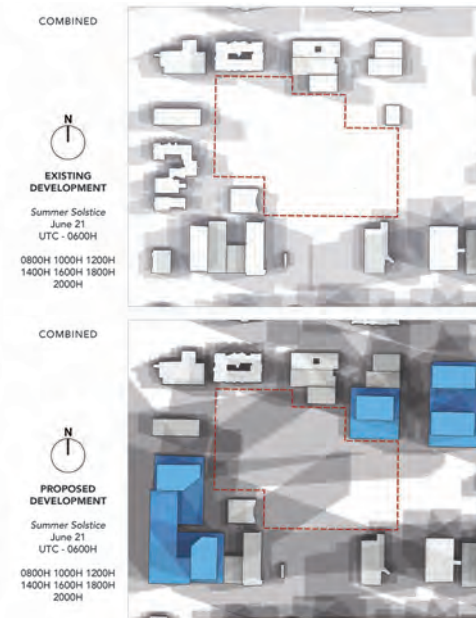 COMBINED
N
EXISTING
DEVELOPMENT
Summer Solstice
June 21
UTC - 0600H
0800H 1000H 1200H
1400H 1600H 1800H
2000H
COMBINED
N
PROPOSED
DEVELOPMENT
Summer Solstice
June 21
UTC - 0600H
0800H 1000H 1200H
1400H 1600H 1800H
2000H